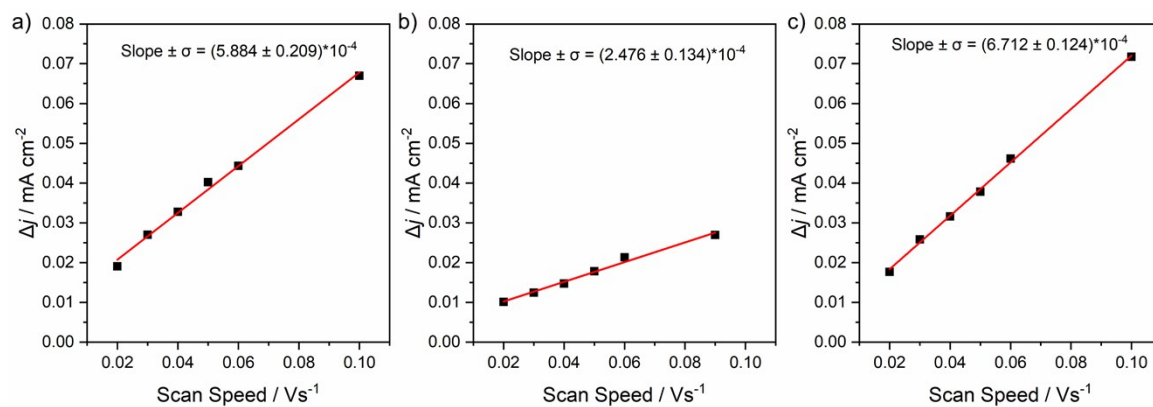 a)
Slope ± σ = (5.884 ± 0.209)*10⁻⁴
0.08
0.07
0.06
0.05
0.04
0.03
0.02
0.01
0.00
Δj / mA cm⁻²
0.02 0.04 0.06 0.08 0.10
Scan Speed / Vs⁻¹
b)
Slope ± σ = (2.476 ± 0.134)*10⁻⁴
0.08
0.07
0.06
0.05
0.04
0.03
0.02
0.01
0.00
Δj / mA cm⁻²
0.02 0.04 0.06 0.08 0.10
Scan Speed / Vs⁻¹
c)
Slope ± σ = (6.712 ± 0.124)*10⁻⁴
0.08
0.07
0.06
0.05
0.04
0.03
0.02
0.01
0.00
Δj / mA cm⁻²
0.02 0.04 0.06 0.08 0.10
Scan Speed / Vs⁻¹